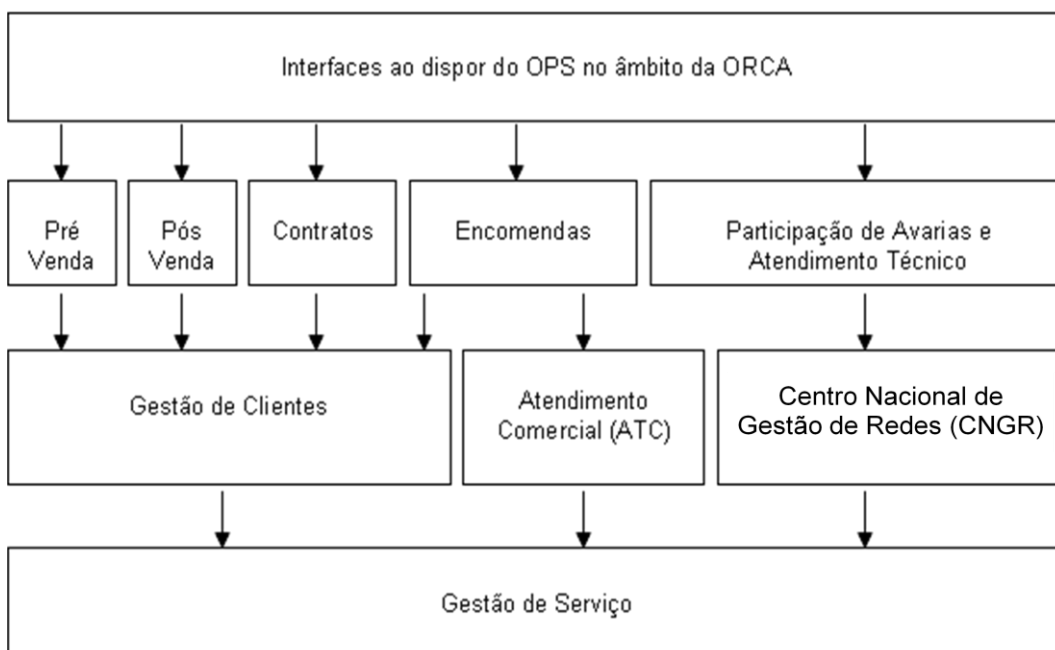 Interfaces ao dispor do OPS no âmbito da ORCA
Pré
Venda
Pós
Venda
Contratos
Encomendas
Participação de Avarias e
Atendimento Técnico
Gestão de Clientes
Atendimento
Comercial (ATC)
Centro Nacional de
Gestão de Redes (CNGR)
Gestão de Serviço